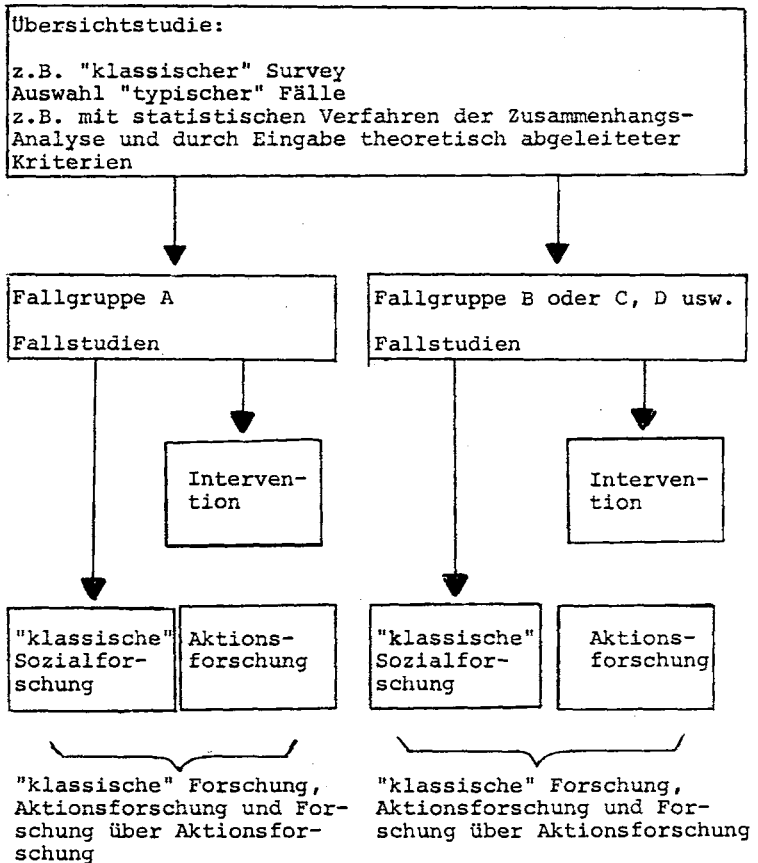 Übersichtstudie:
z.B. "klassischer" Survey
Auswahl "typischer" Fälle
z.B. mit statistischen Verfahren der Zusammenhangs-
Analyse und durch Eingabe theoretisch abgeleiteter
Kriterien
Fallgruppe A
Fallstudien
Fallgruppe B oder C, D usw.
Fallstudien
Interven-
tion
Interven-
tion
"klassische"
Sozialfor-
schung
Aktions-
forschung
"klassische"
Sozialfor-
schung
Aktions-
forschung
"klassische" Forschung,
Aktionsforschung und For-
schung über Aktionsfor-
schung
"klassische" Forschung,
Aktionsforschung und For-
schung über Aktionsforschung